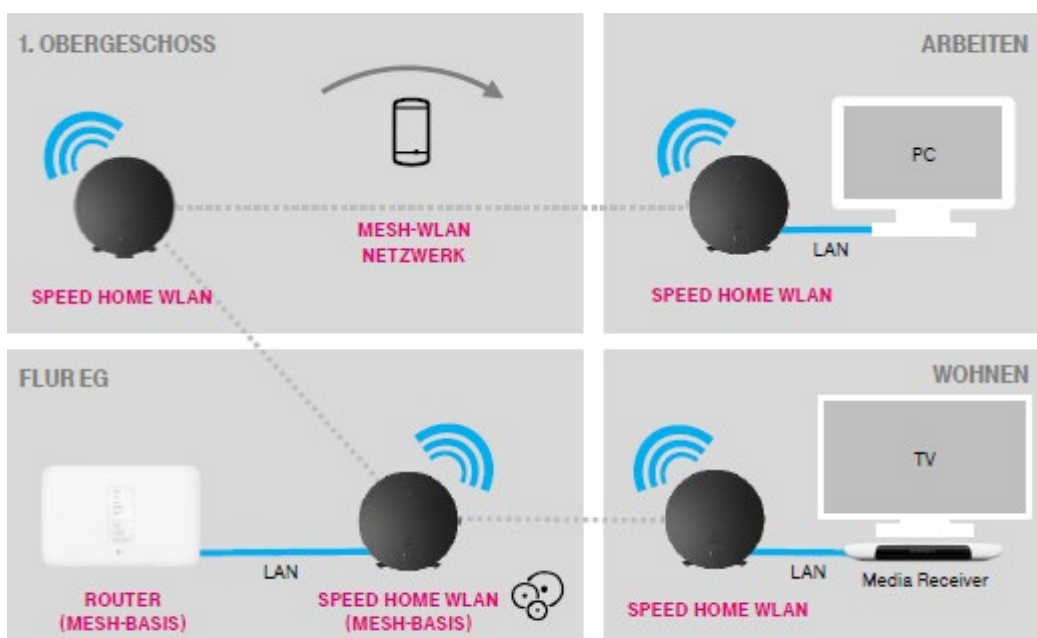 1. OBERGESCHOSS
MESH-WLAN
NETZWERK
SPEED HOME WLAN
ARBEITEN
PC
LAN
SPEED HOME WLAN
FLUR EG
LAN
ROUTER
(MESH-BASIS)
SPEED HOME WLAN
(MESH-BASIS)
WOHNEN
TV
LAN
Media Receiver
SPEED HOME WLAN